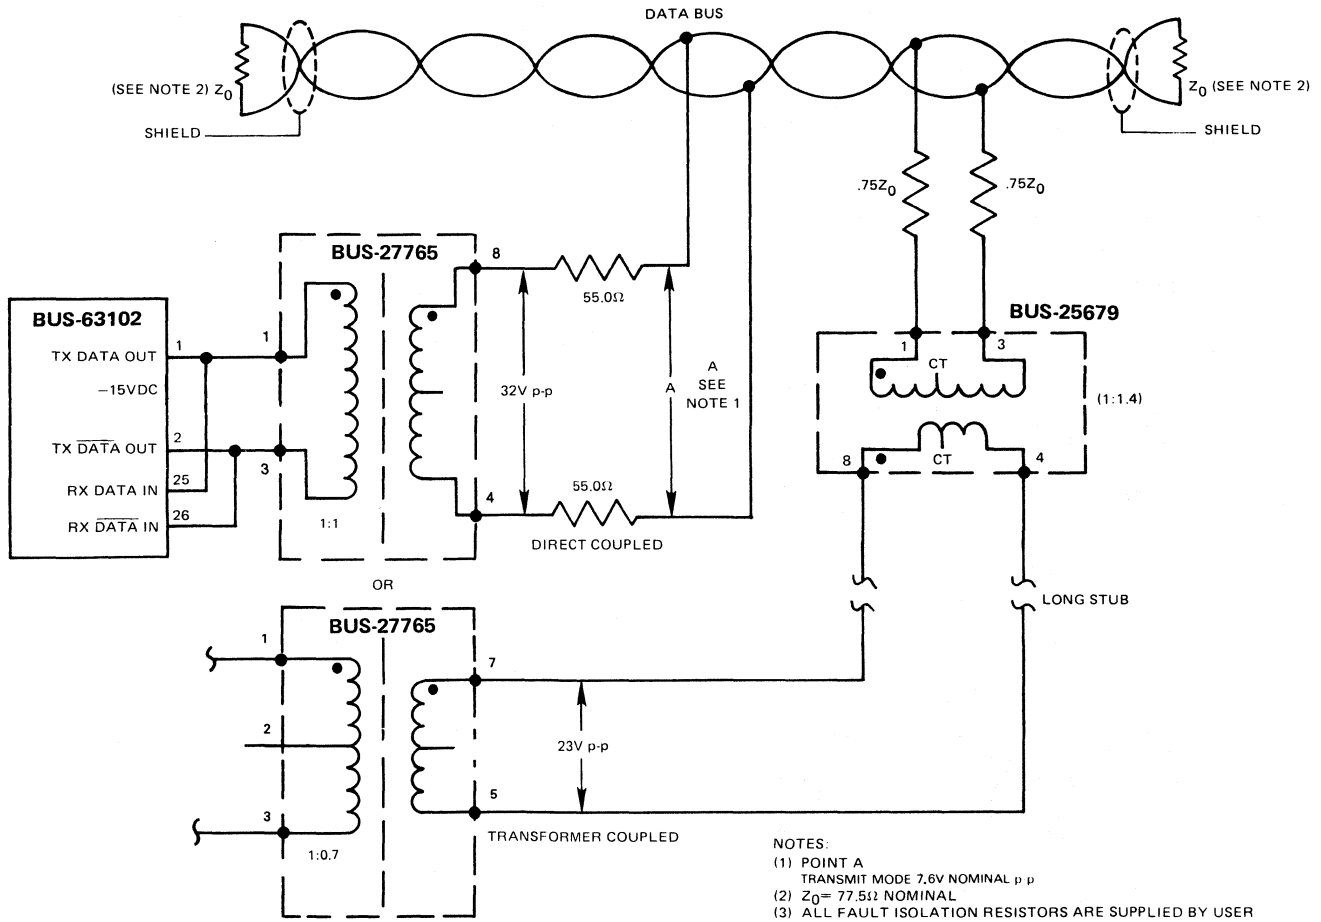 DATA BUS
(SEE NOTE 2) Z0
Z0 (SEE NOTE 2)
SHIELD
SHIELD
.75Z0
.75Z0
BUS-27765
8
55.0Ω
BUS-63102
1
TX DATA OUT
−15VDC
2
TX D̅A̅T̅A̅ OUT
25
RX DATA IN
26
RX D̅A̅T̅A̅ IN
1
3
1:1
32V p-p
A
A
SEE
NOTE 1
4
55.0Ω
DIRECT COUPLED
BUS-25679
1
3
CT
(1:1.4)
8
CT
4
OR
LONG STUB
BUS-27765
1
2
3
7
23V p-p
5
1:0.7
TRANSFORMER COUPLED
NOTES:
(1) POINT A
TRANSMIT MODE 7.6V NOMINAL p-p
(2) Z0= 77.5Ω NOMINAL
(3) ALL FAULT ISOLATION RESISTORS ARE SUPPLIED BY USER